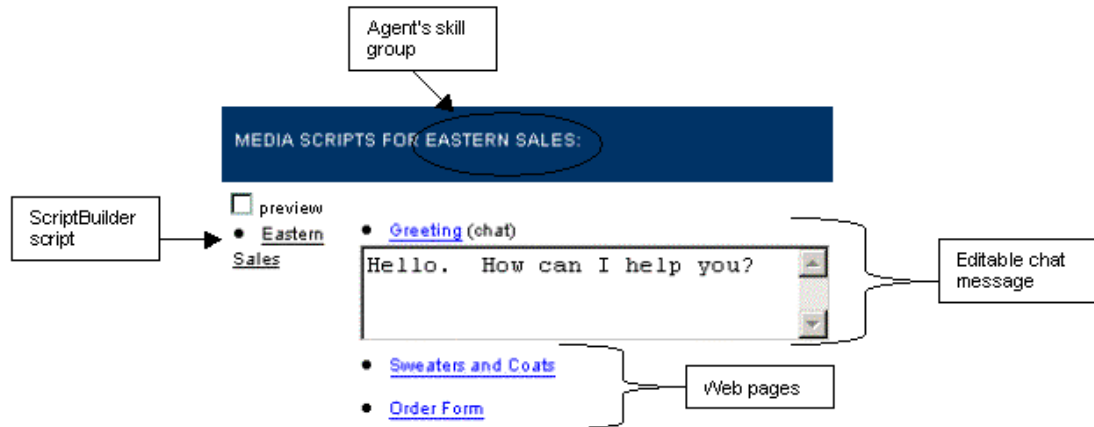 Agent's skill
group
MEDIA SCRIPTS FOR EASTERN SALES:
ScriptBuilder
script
preview
Eastern
Sales
Greeting (chat)
Hello.  How can I help you?
Editable chat
message
Sweaters and Coats
Web pages
Order Form